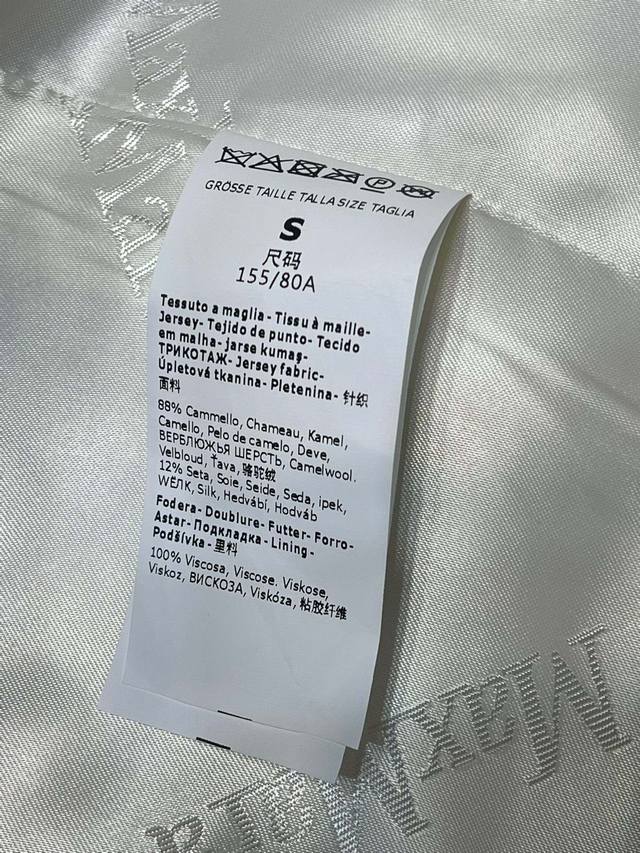 GRÖSSE TAILLE TALLA SIZE TAGLIA
S
尺码
155/80A
Tessuto a maglia- Tissu à maille-
Jersey- Tejido de punto- Tecido
em malha- jarse kumaş-
ТРИКОТАЖ- Jersey fabric-
Úpletová tkanina- Pletenina- 针织
面料
88% Cammello, Chameau, Kamel,
Camello, Pelo de camelo, Deve,
ВЕРБЛЮЖЬЯ ШЕРСТЬ, Camelwool.
Velbloud, Ťava, 骆驼绒
12% Seta, Soie, Seide, Seda, ipek,
WËЛK, Silk, Hedvábí, Hodváb
Fodera- Doublure- Futter- Forro-
Astar- Подкладка- Lining-
Podšívka- 里料
100% Viscosa, Viscose. Viskose,
Viskoz, ВИСКОЗА, Viskóza, 粘胶纤维
MaxMara